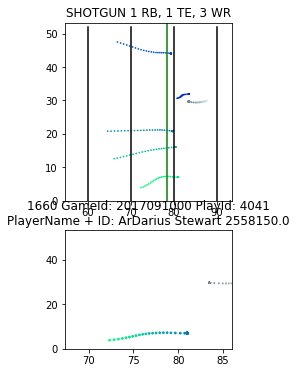 SHOTGUN 1 RB, 1 TE, 3 WR
50
40
30
20
10
0
60 70 80 90
1660 GameId: 2017091000 PlayId: 4041
PlayerName + ID: ArDarius Stewart 2558150.0
40
20
0
70 75 80 85